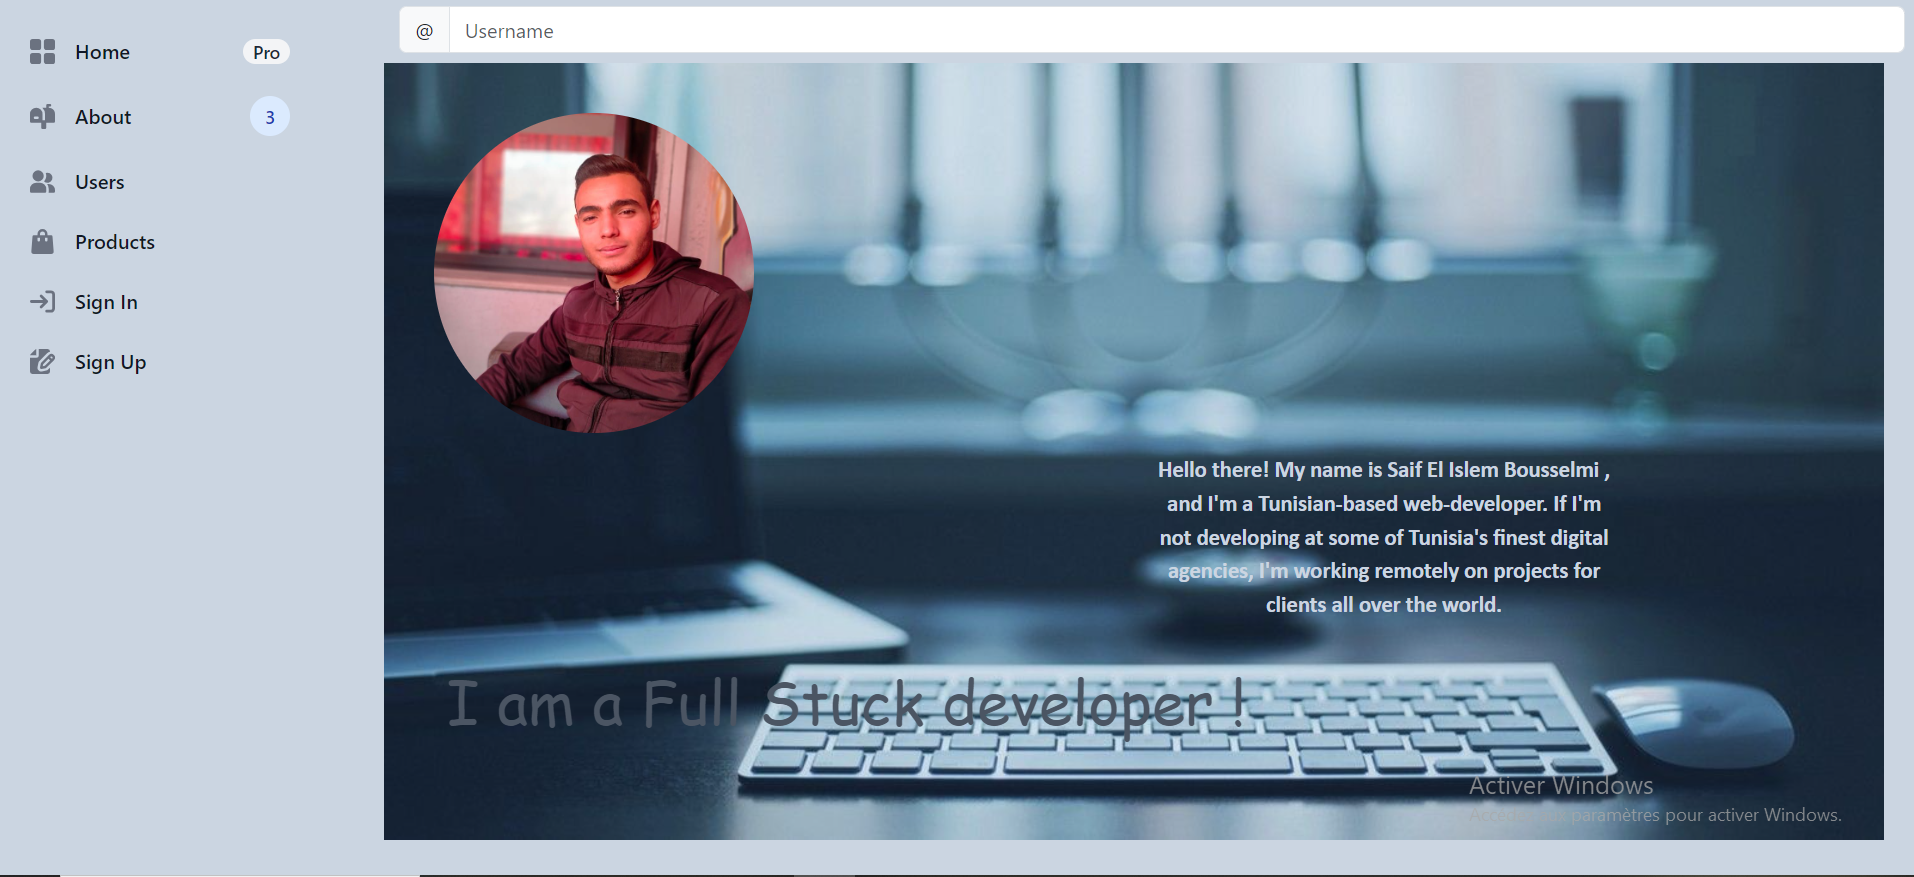 Home
Pro
About
3
Users
Products
Sign In
Sign Up
@ Username
Hello there! My name is Saif El Islem Bousselmi ,
and I'm a Tunisian-based web-developer. If I'm
not developing at some of Tunisia's finest digital
agencies, I'm working remotely on projects for
clients all over the world.
I am a Full Stuck developer !
Activer Windows
paramètres pour activer Windows.